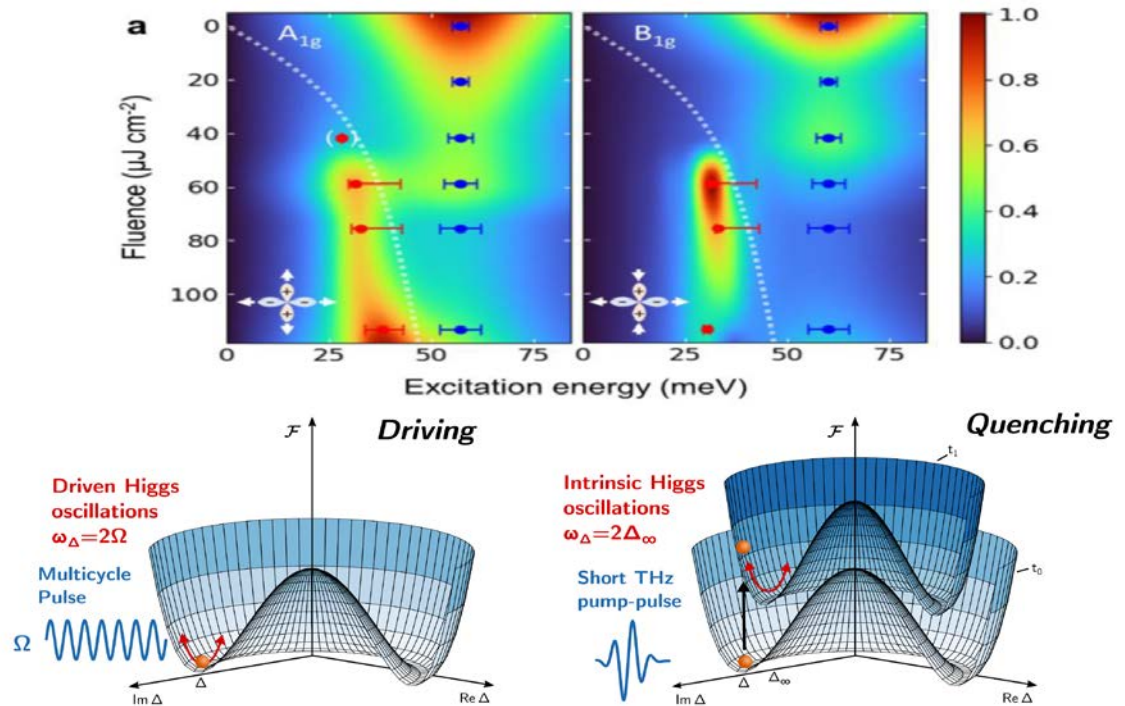 a
A1g
B1g
Fluence (μJ cm-2)
0
20
40
60
80
100
( )
+
+
+
+
0
25
50
75
0
25
50
75
Excitation energy (meV)
1.0
0.8
0.6
0.4
0.2
0.0
Driving
ℱ
Driven Higgs
oscillations
ωΔ=2Ω
Multicycle
Pulse
Ω
Δ
Im Δ
Re Δ
Quenching
ℱ
t1
t0
Intrinsic Higgs
oscillations
ωΔ=2Δ∞
Short THz
pump-pulse
Δ
Δ∞
Im Δ
Re Δ